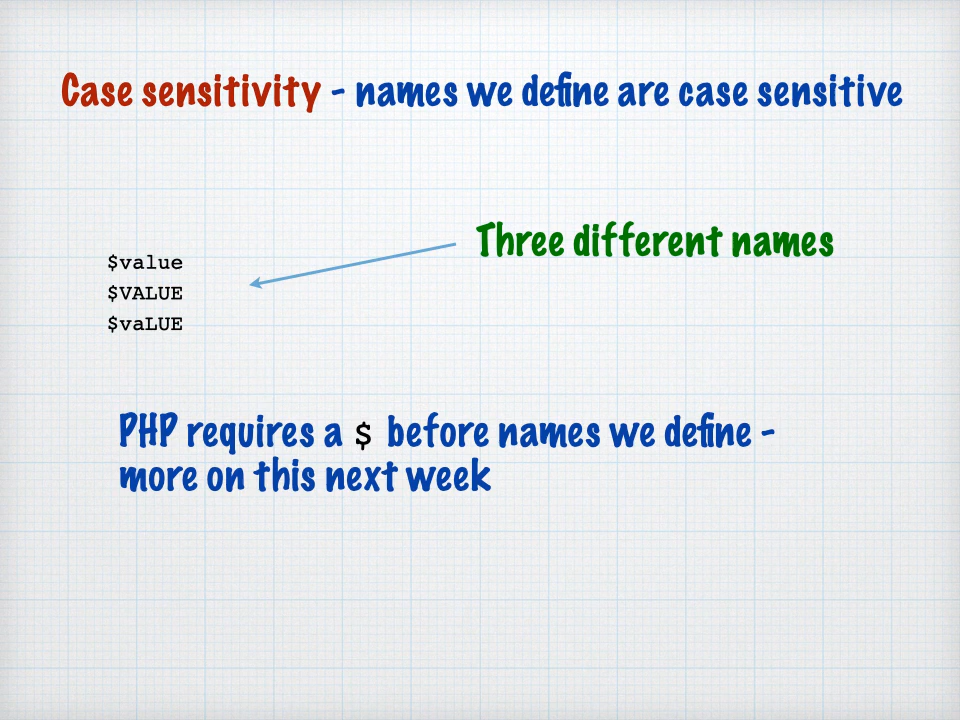 Case sensitivity - names we define are case sensitive
Three different names
$value
$VALUE
$vaLUE
PHP requires a $ before names we define -
more on this next week